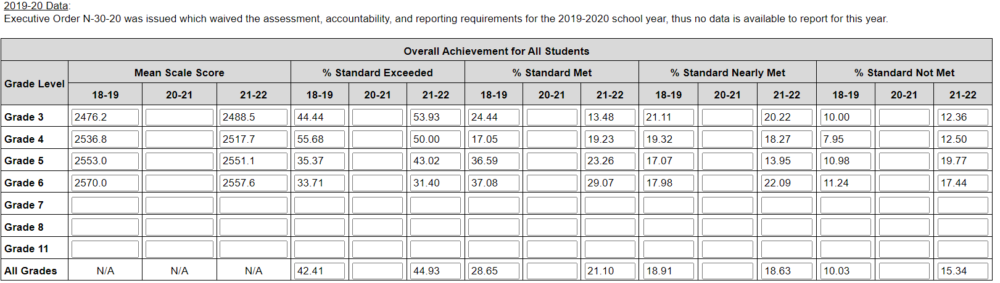 2019-20 Data:
Executive Order N-30-20 was issued which waived the assessment, accountability, and reporting requirements for the 2019-2020 school year, thus no data is available to report for this year.
Overall Achievement for All Students
Grade Level Mean Scale Score % Standard Exceeded % Standard Met % Standard Nearly Met % Standard Not Met
18-19 20-21 21-22 18-19 20-21 21-22 18-19 20-21 21-22 18-19 20-21 21-22 18-19 20-21 21-22
Grade 3 2476.2 2488.5 44.44 53.93 24.44 13.48 21.11 20.22 10.00 12.36
Grade 4 2536.8 2517.7 55.68 50.00 17.05 19.23 19.32 18.27 7.95 12.50
Grade 5 2553.0 2551.1 35.37 43.02 36.59 23.26 17.07 13.95 10.98 19.77
Grade 6 2570.0 2557.6 33.71 31.40 37.08 29.07 17.98 22.09 11.24 17.44
Grade 7
Grade 8
Grade 11
All Grades N/A N/A N/A 42.41 44.93 28.65 21.10 18.91 18.63 10.03 15.34